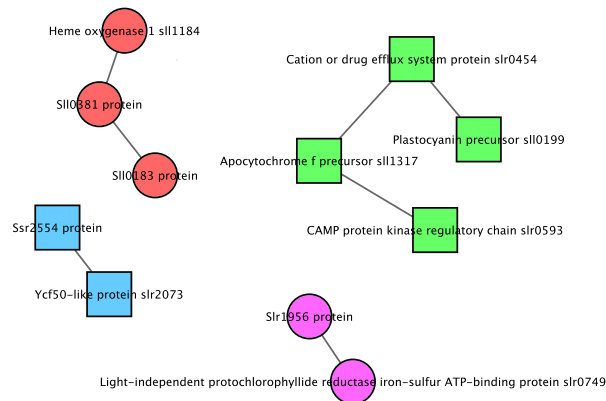 Heme oxygenase 1 sll1184
Cation or drug efflux system protein slr0454
Sll0381 protein
Plastocyanin precursor sll0199
Apocytochrome f precursor sll1317
Sll0183 protein
Ssr2554 protein
CAMP protein kinase regulatory chain slr0593
Ycf50-like protein slr2073
Slr1956 protein
Light-independent protochlorophyllide reductase iron-sulfur ATP-binding protein slr0749